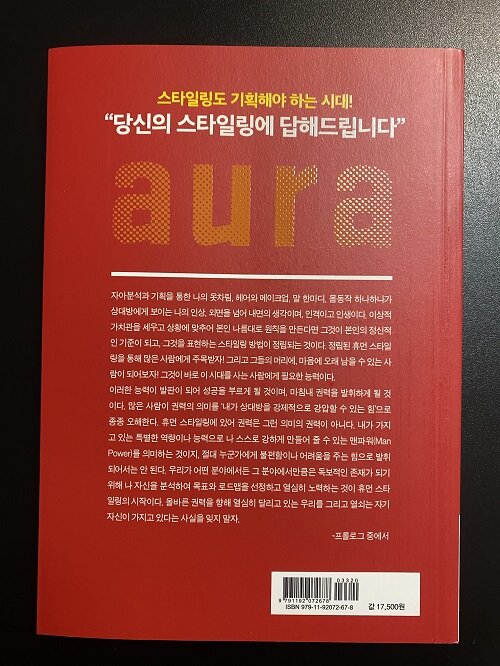 스타일링도 기획해야 하는 시대!
“당신의 스타일링에 답해드립니다”
aura
자아분석과 기획을 통한 나의 옷차림, 헤어와 메이크업, 말 한마디, 몸동작 하나하나가
상대방에게 보이는 나의 인상, 외면을 넘어 내면의 생각이며, 인격이고 인생이다. 이상적
가치관을 세우고 상황에 맞추어 본인 나름대로 원칙을 만든다면 그것이 본인의 정신적
인 기준이 되고, 그것을 표현하는 스타일링 방법이 정립되는 것이다. 정립된 휴먼 스타일
링을 통해 많은 사람에게 주목받자! 그리고 그들의 머리에, 마음에 오래 남을 수 있는 사
람이 되어보자! 그것이 바로 이 시대를 사는 사람에게 필요한 능력이다.
이러한 능력이 발판이 되어 성공을 부르게 될 것이며, 마침내 권력을 발휘하게 될 것이
다. 많은 사람이 권력의 의미를 ‘내가 상대방을 강제적으로 강압할 수 있는 힘’으로
종종 오해한다. 휴먼 스타일링에 있어 권력은 그런 의미의 권력이 아니다. 내가 가지
고 있는 특별한 역량이나 능력으로 나 스스로 강하게 만들어 줄 수 있는 맨파워(Man
Power)를 의미하는 것이지, 절대 누군가에게 불편함이나 어려움을 주는 힘으로 발휘
되어서는 안 된다. 우리가 어떤 분야에서든 그 분야에서만큼은 독보적인 존재가 되기
위해 나 자신을 분석하여 목표와 로드맵을 선정하고 열심히 노력하는 것이 휴먼 스타
일링의 시작이다. 올바른 권력을 향해 열심히 달리고 있는 우리를 그리고 열쇠는 자기
자신이 가지고 있다는 사실을 잊지 말자.
-프롤로그 중에서
03320
9 791192 072678
ISBN 979-11-92072-67-8
값 17,500원